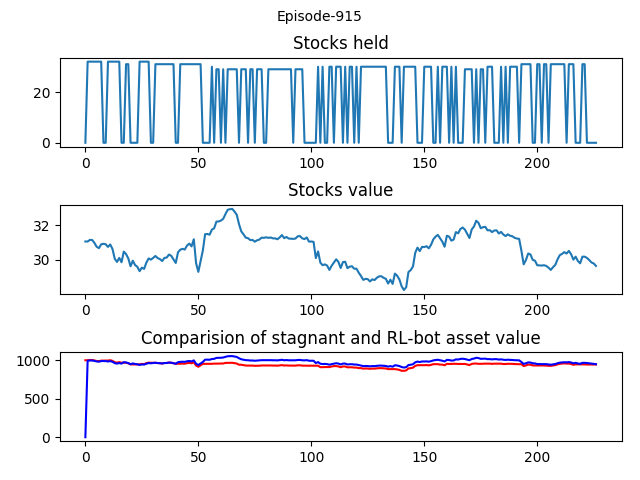 Episode-915
Stocks held
20
0
0 50 100 150 200
Stocks value
32
30
0 50 100 150 200
Comparision of stagnant and RL-bot asset value
1000
500
0
0 50 100 150 200